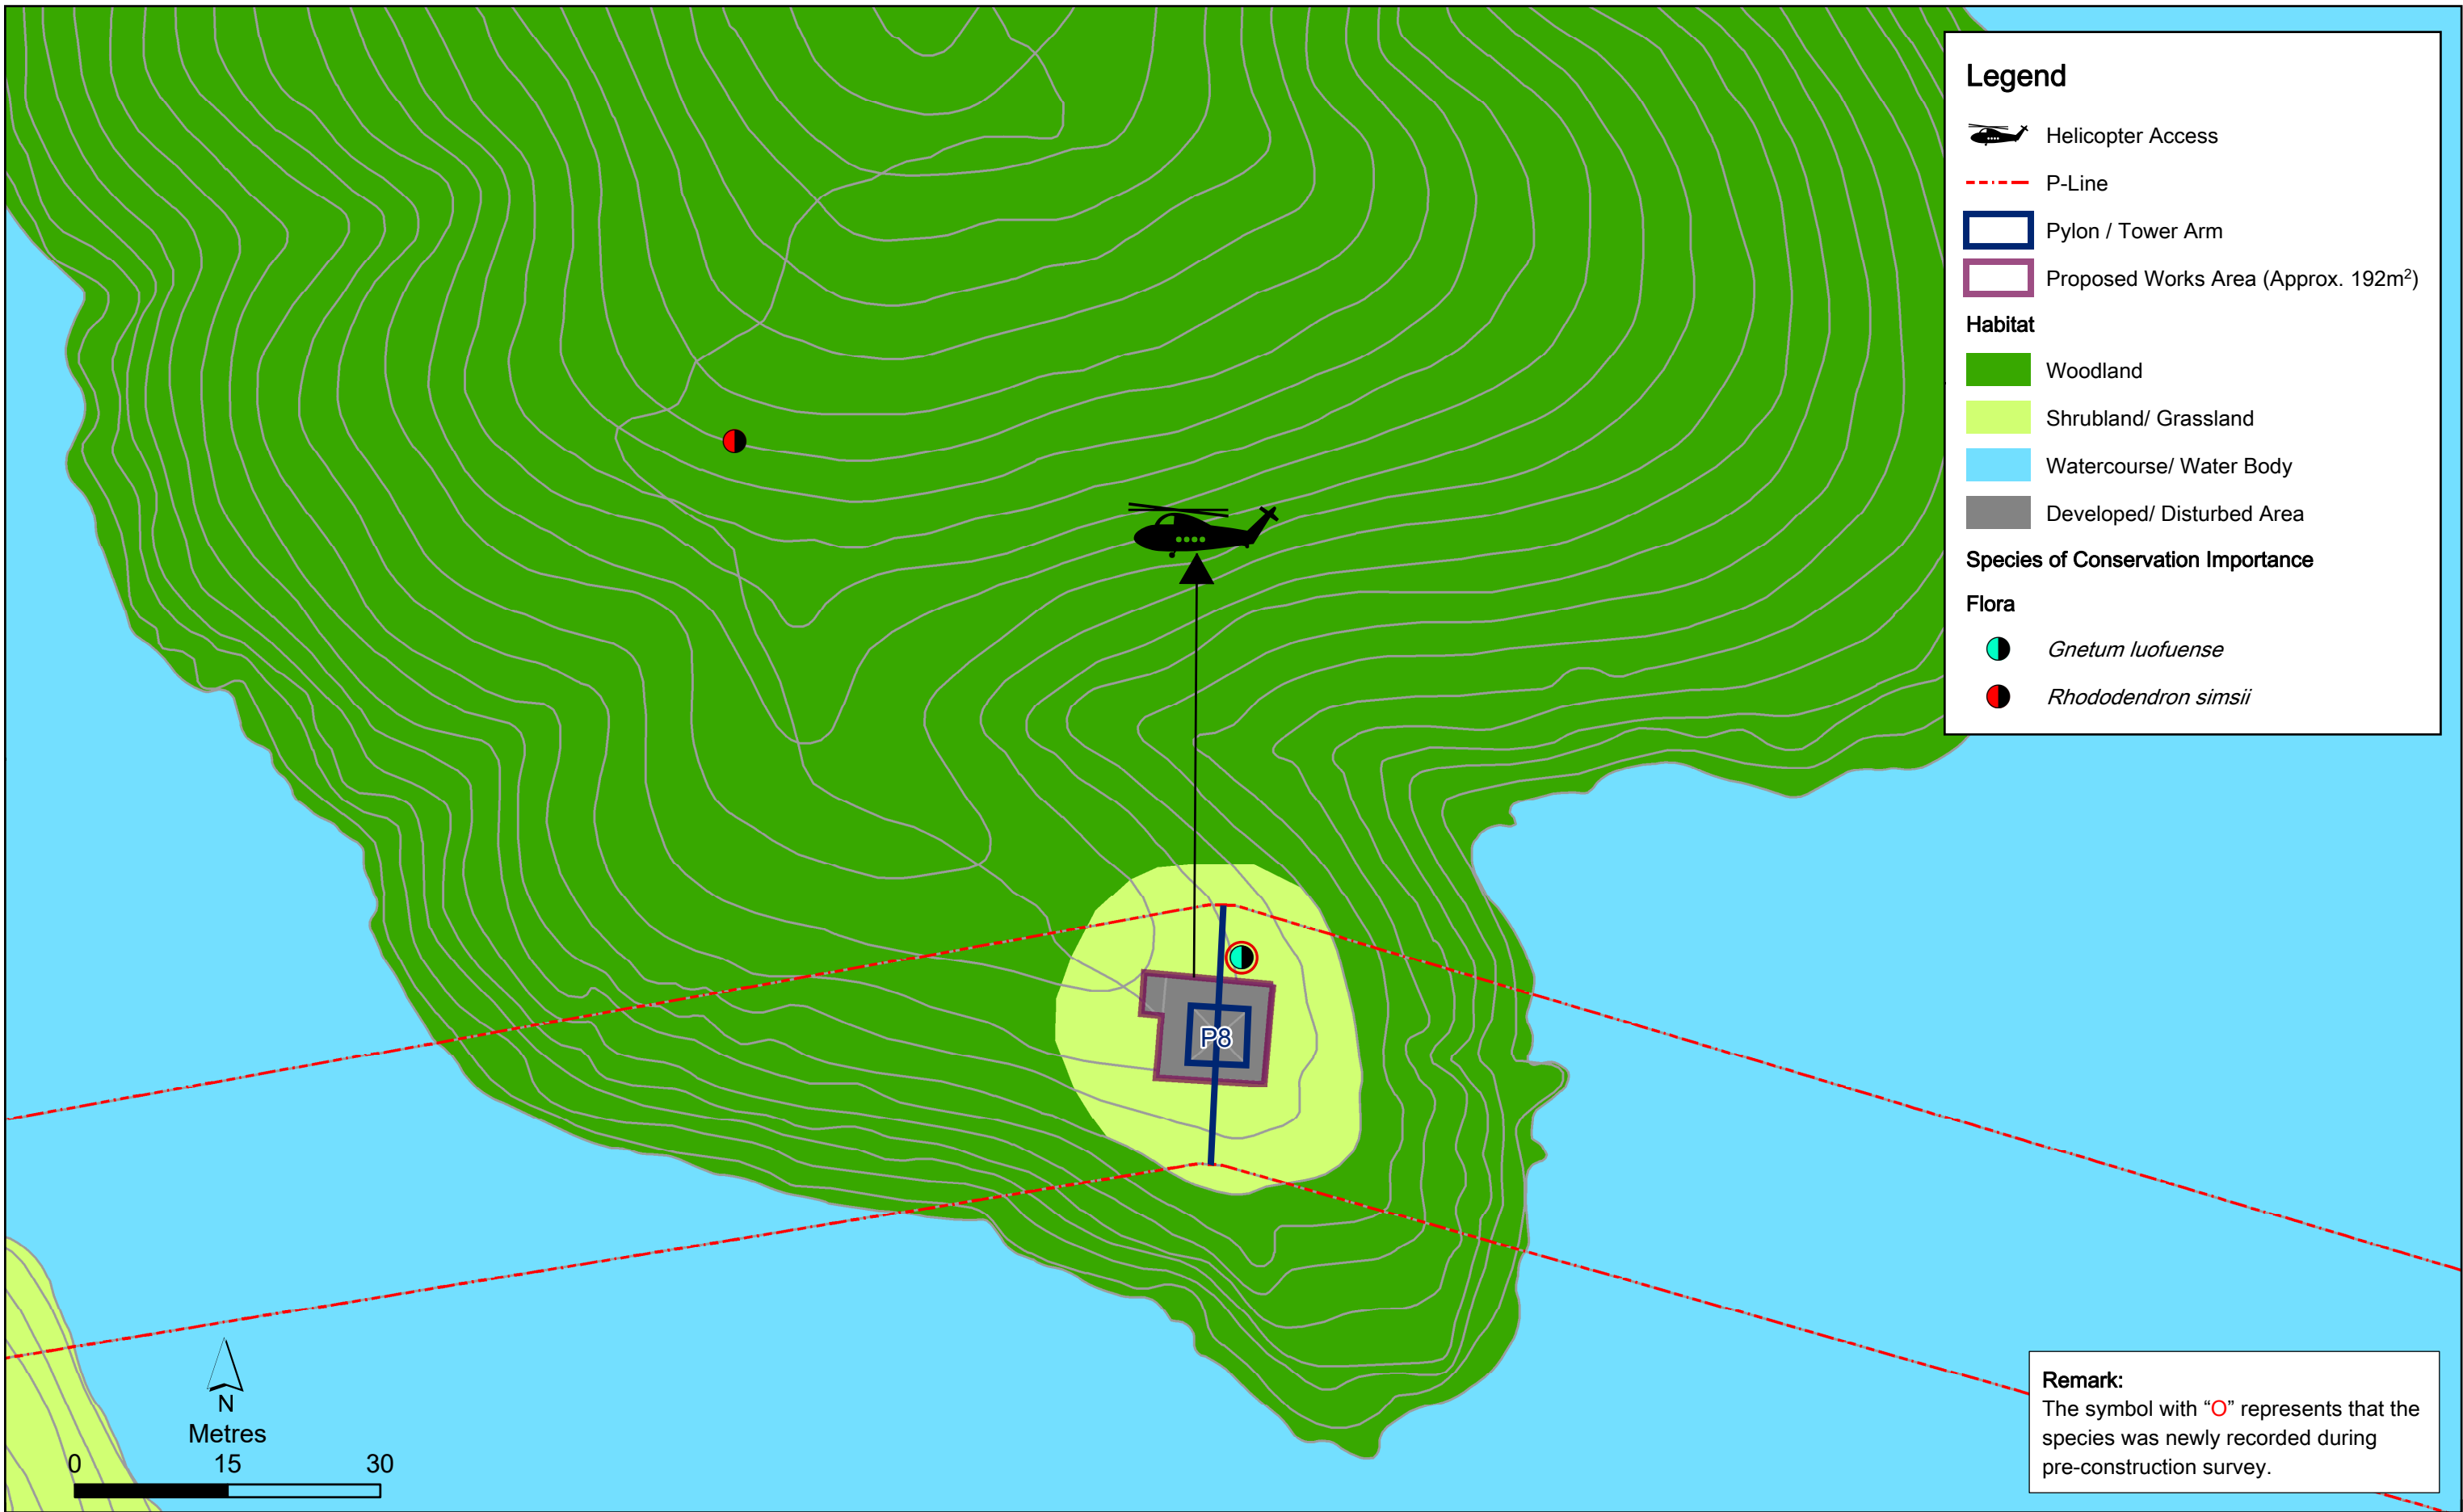 Legend
Helicopter Access
P-Line
Pylon / Tower Arm
Proposed Works Area (Approx. 192m²)
Habitat
Woodland
Shrubland/ Grassland
Watercourse/ Water Body
Developed/ Disturbed Area
Species of Conservation Importance
Flora
Gnetum luofuense
Rhododendron simsii
P8
N
Metres
0 15 30
Remark:
The symbol with “O” represents that the
species was newly recorded during
pre-construction survey.